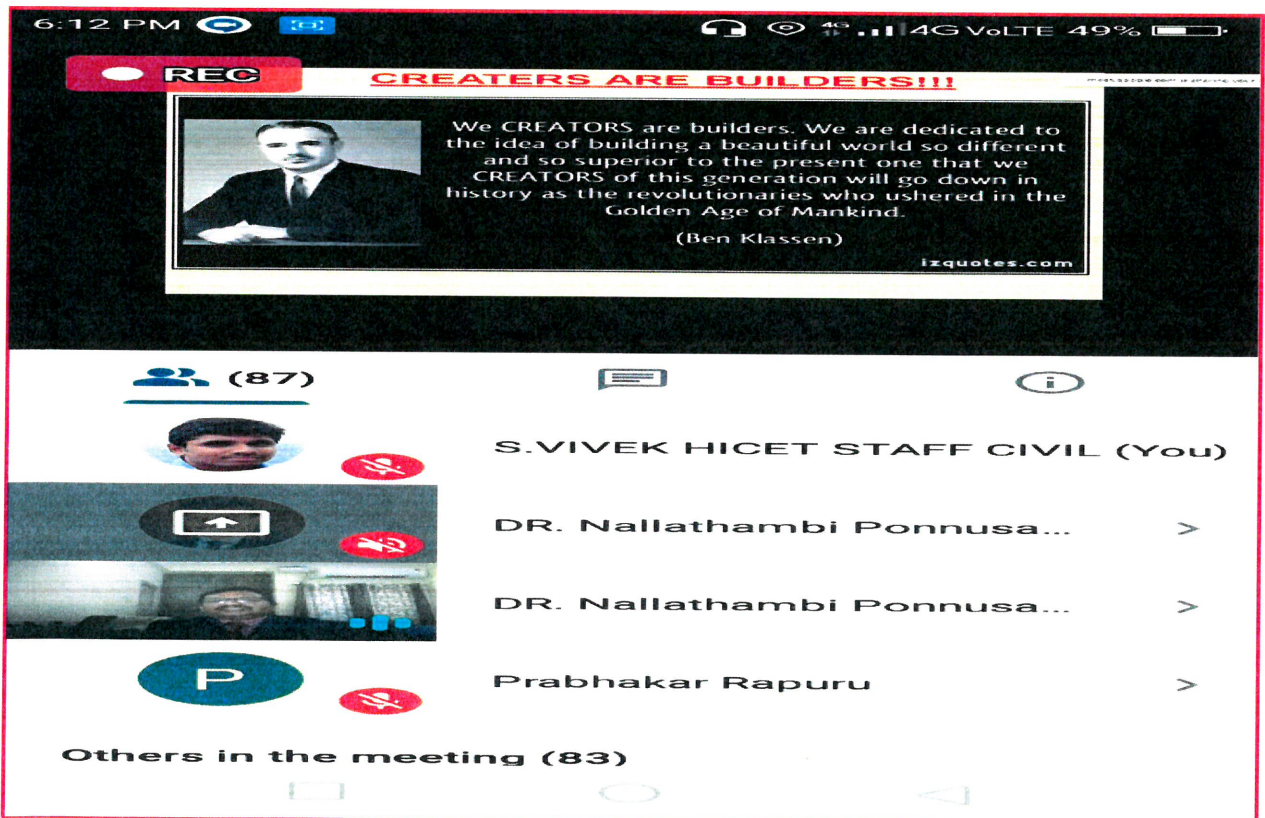 6:12 PM 4G 4G VoLTE 49%
REC
CREATERS ARE BUILDERS!!!
We CREATORS are builders. We are dedicated to
the idea of building a beautiful world so different
and so superior to the present one that we
CREATORS of this generation will go down in
history as the revolutionaries who ushered in the
Golden Age of Mankind.
(Ben Klassen)
izquotes.com
(87)
S.VIVEK HICET STAFF CIVIL (You)
DR. Nallathambi Ponnusa...
DR. Nallathambi Ponnusa...
P
Prabhakar Rapuru
Others in the meeting (83)